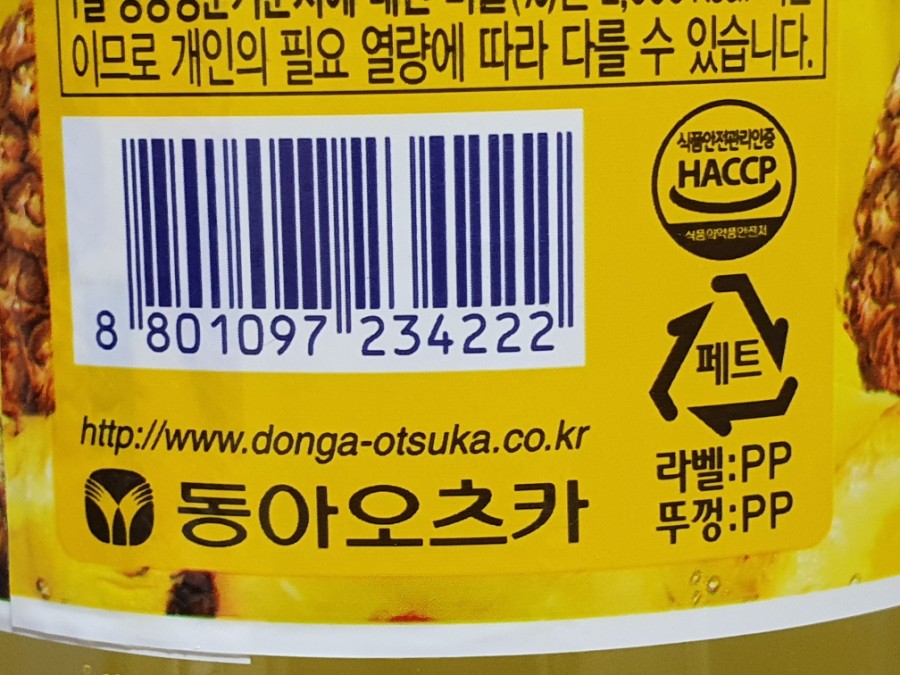 이므로 개인의 필요 열량에 따라 다를 수 있습니다.
식품안전관리인증
HACCP
식품의약품안전처
8 801097 234222
페트
http://www.donga-otsuka.co.kr
라벨:PP
동아오츠카
뚜껑:PP